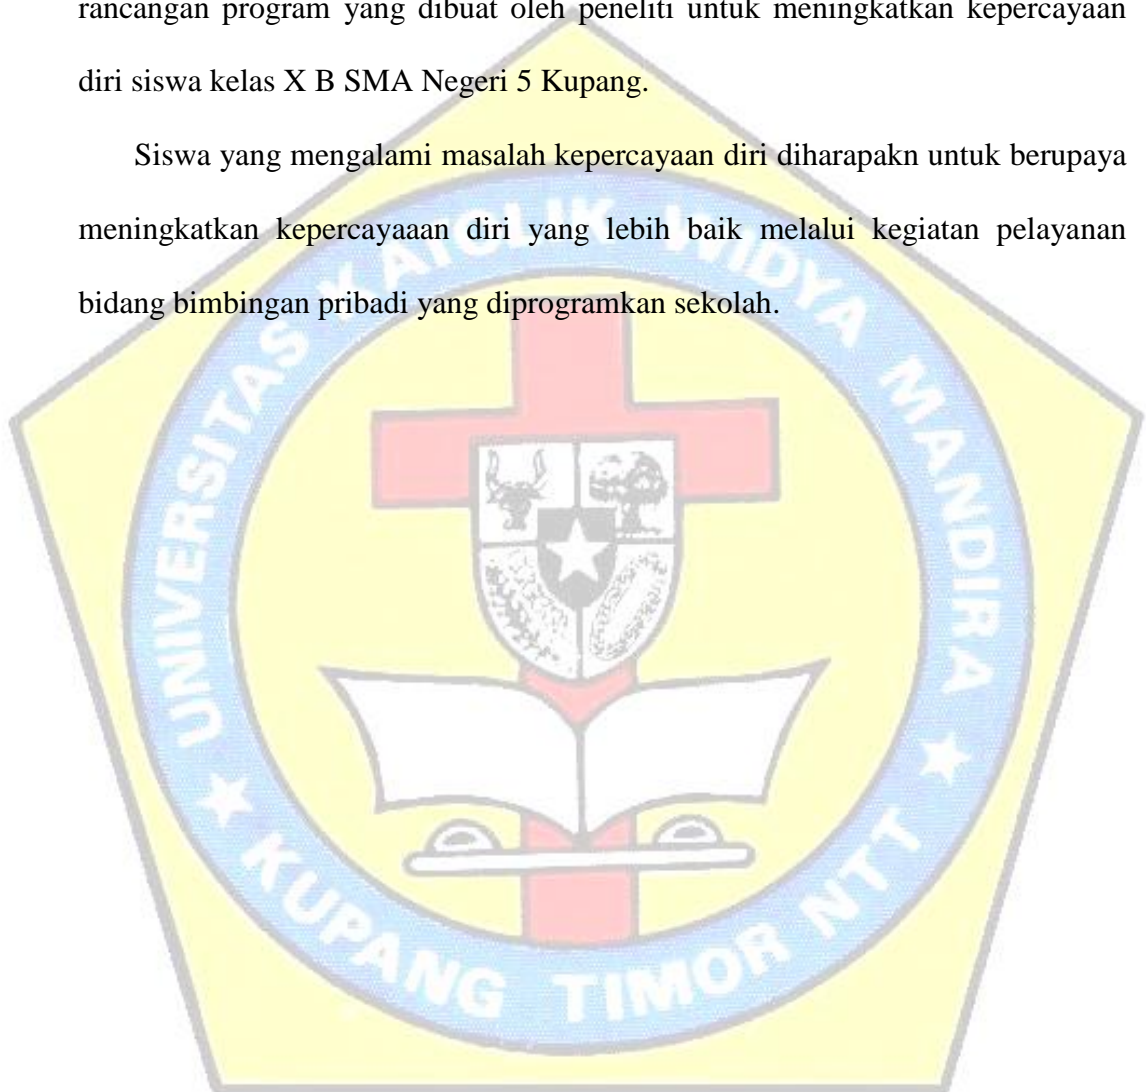 rancangan program yang dibuat oleh peneliti untuk meningkatkan kepercayaan
diri siswa kelas X B SMA Negeri 5 Kupang.
Siswa yang mengalami masalah kepercayaan diri diharapakn untuk berupaya
meningkatkan kepercayaaan diri yang lebih baik melalui kegiatan pelayanan
bidang bimbingan pribadi yang diprogramkan sekolah.
UNIVERSITAS KATOLIK WIDYA MANDIRA
KUPANG TIMOR NTT